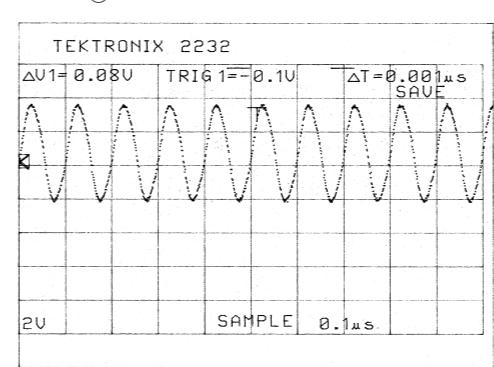 TEKTRONIX 2232
ΔV1=0.08V TRIG 1=-0.1V ΔT=0.001µs
SAVE
2V SAMPLE 0.1µs